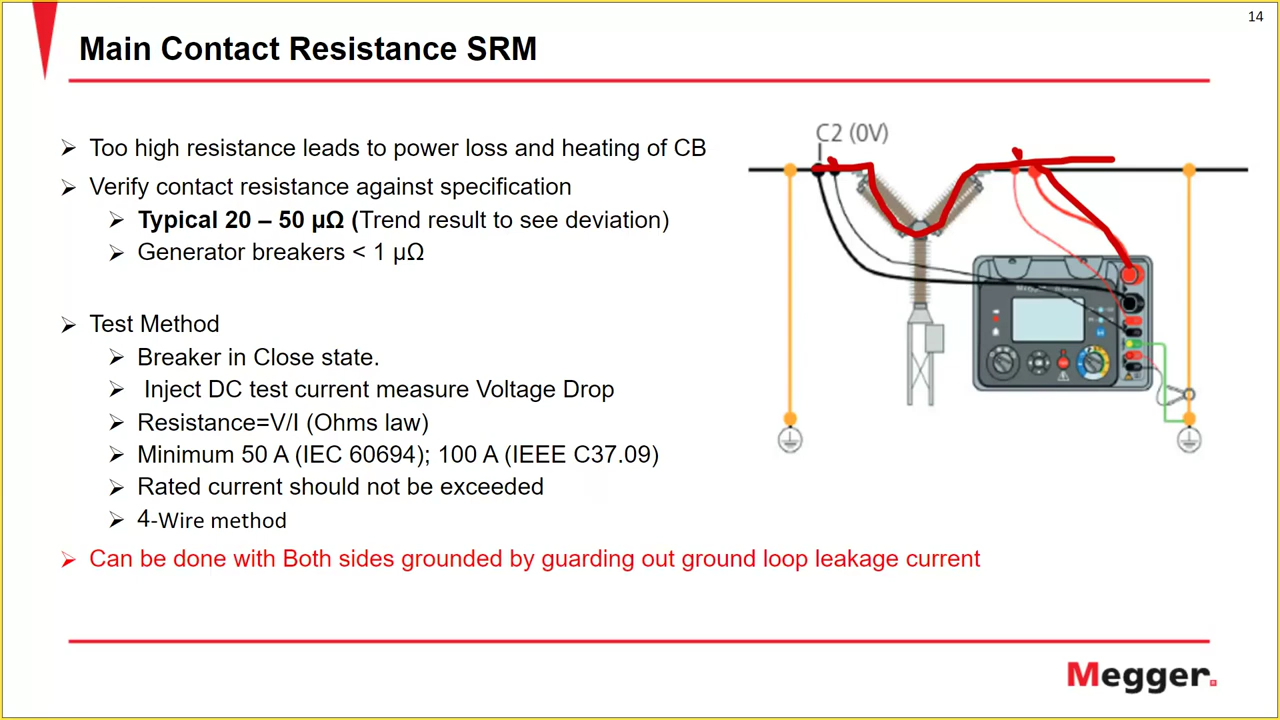 14
Main Contact Resistance SRM
Too high resistance leads to power loss and heating of CB
Verify contact resistance against specification
Typical 20 – 50 μΩ (Trend result to see deviation)
Generator breakers < 1 μΩ
Test Method
Breaker in Close state.
Inject DC test current measure Voltage Drop
Resistance=V/I (Ohms law)
Minimum 50 A (IEC 60694); 100 A (IEEE C37.09)
Rated current should not be exceeded
4-Wire method
Can be done with Both sides grounded by guarding out ground loop leakage current
C2 (0V)
Megger.